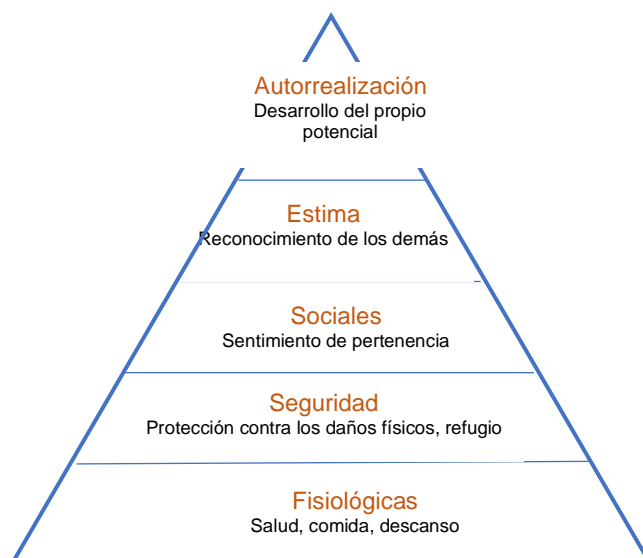 Autorrealización
Desarrollo del propio
potencial
Estima
Reconocimiento de los demás
Sociales
Sentimiento de pertenencia
Seguridad
Protección contra los daños físicos, refugio
Fisiológicas
Salud, comida, descanso